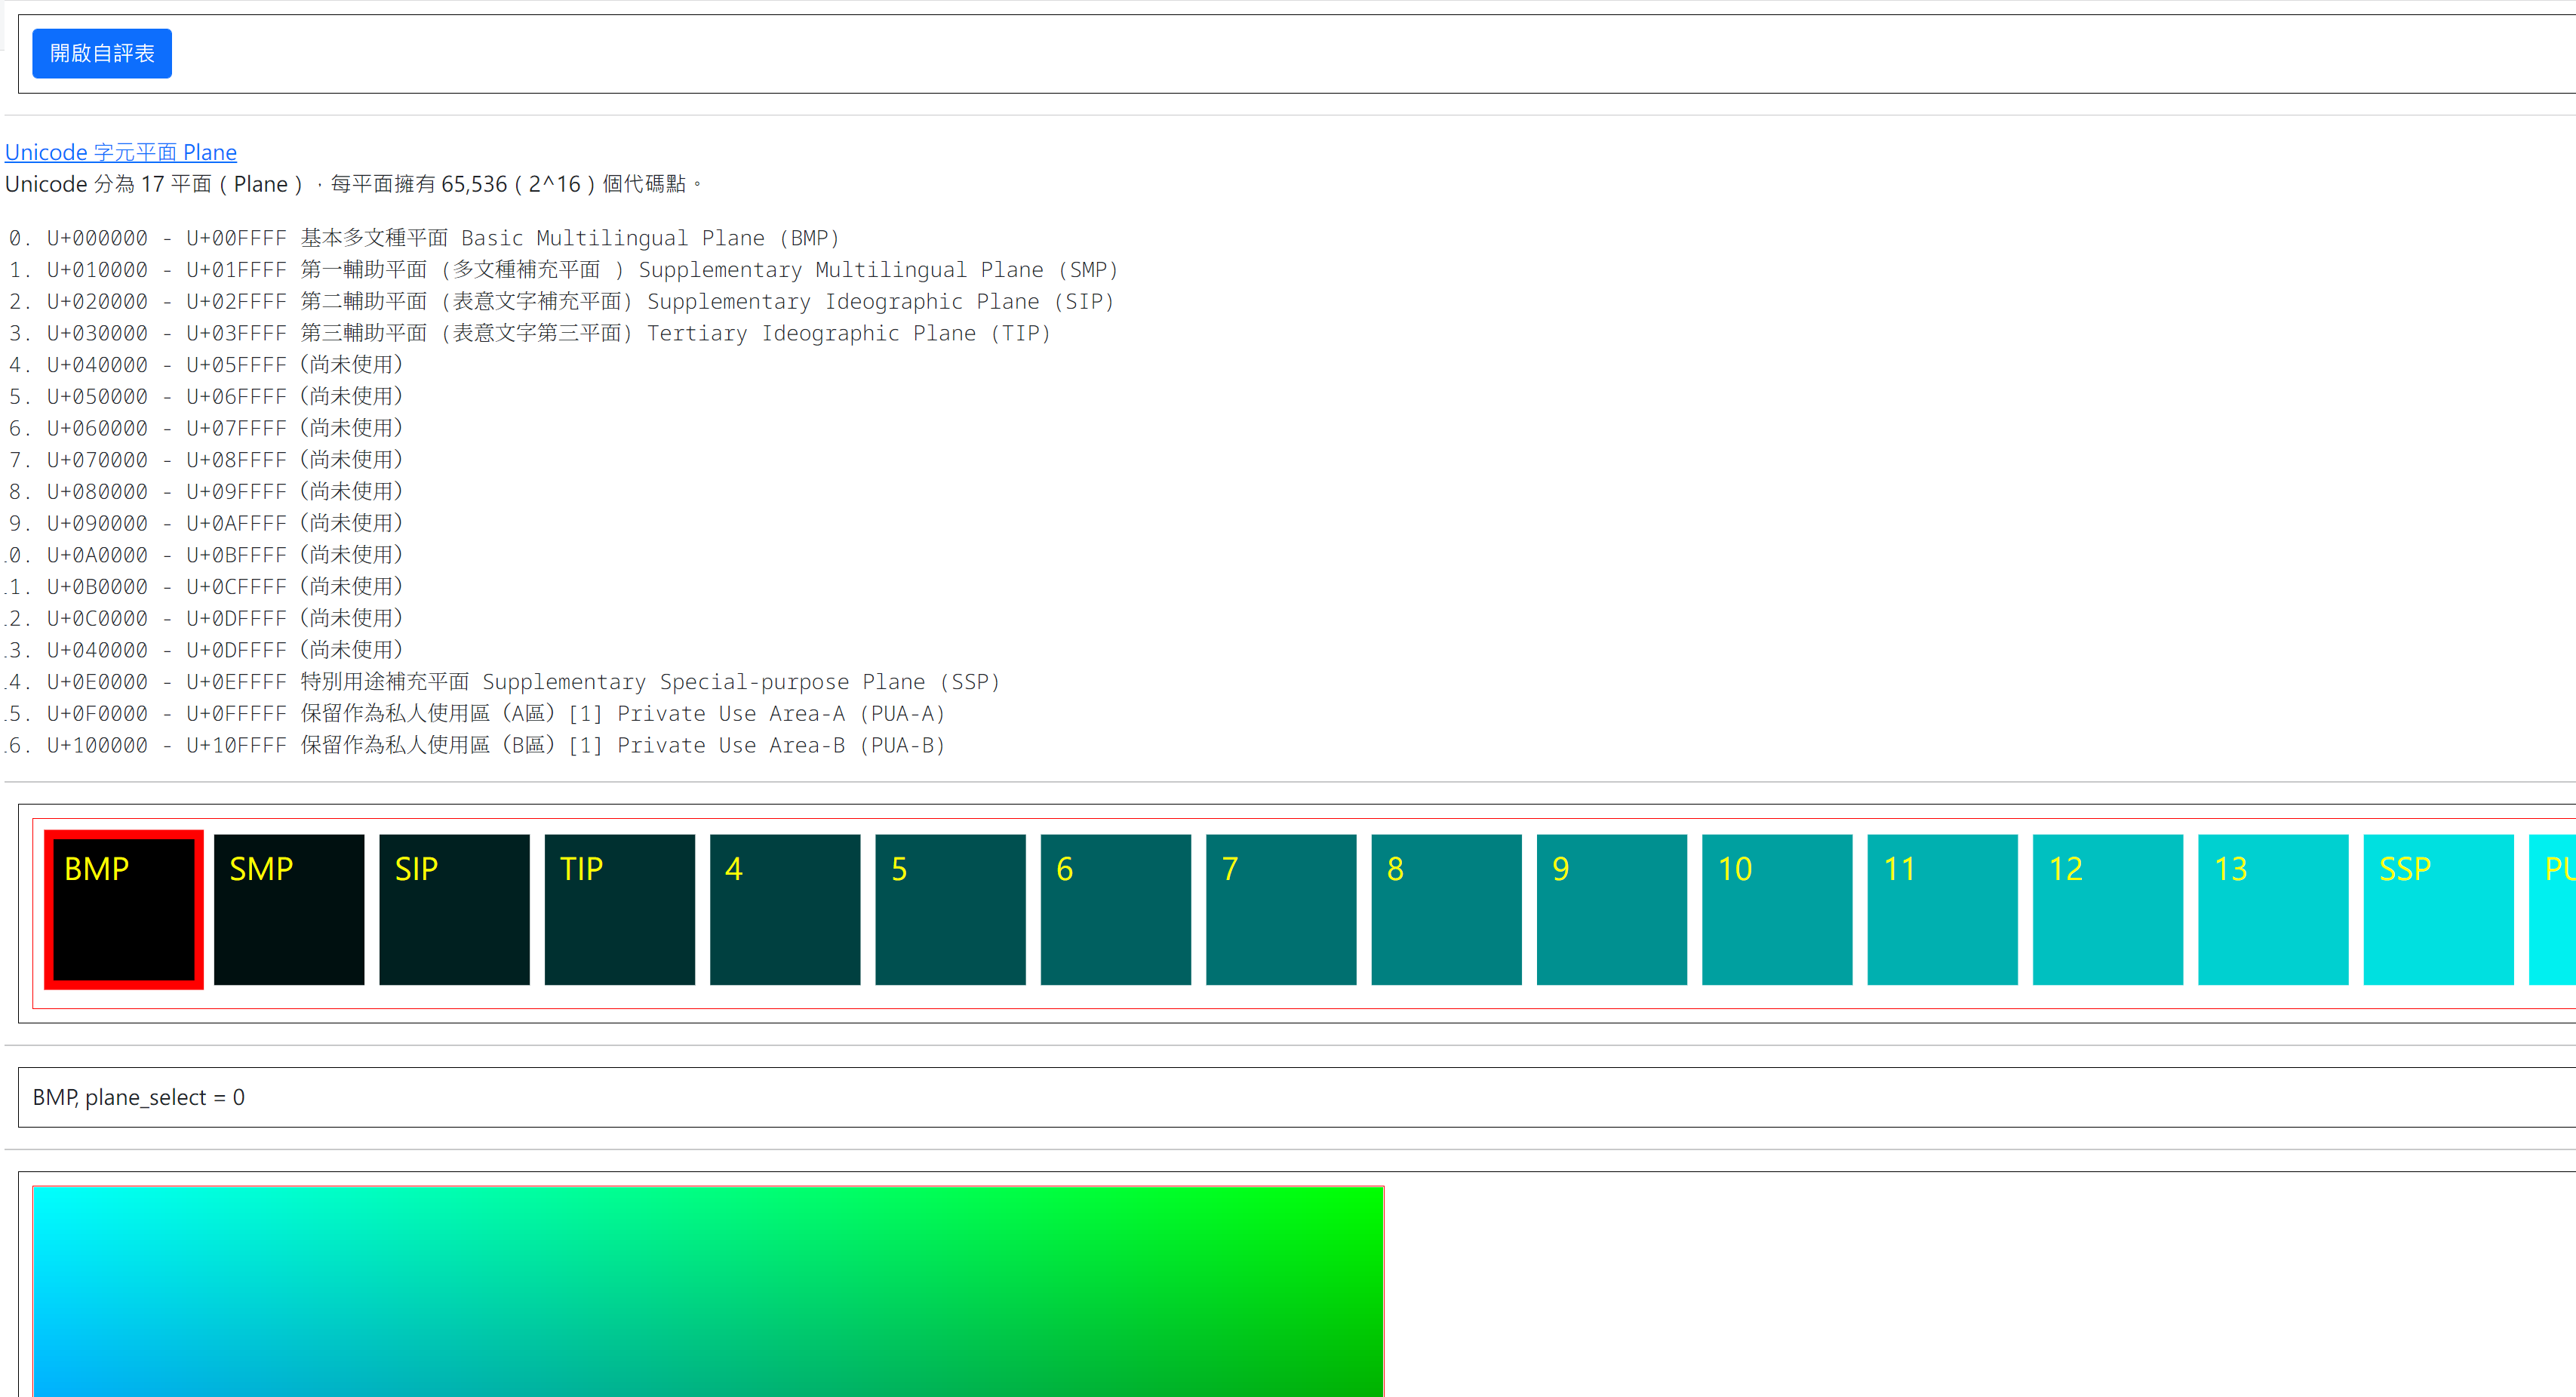 開啟自評表
Unicode 字元平面 Plane
Unicode 分為 17 平面 ( Plane ) ，每平面擁有 65,536 ( 2^16 ) 個代碼點。
0. U+000000 - U+00FFFF 基本多文種平面 Basic Multilingual Plane (BMP)
1. U+010000 - U+01FFFF 第一輔助平面 (多文種補充平面 ) Supplementary Multilingual Plane (SMP)
2. U+020000 - U+02FFFF 第二輔助平面 (表意文字補充平面) Supplementary Ideographic Plane (SIP)
3. U+030000 - U+03FFFF 第三輔助平面 (表意文字第三平面) Tertiary Ideographic Plane (TIP)
4. U+040000 - U+05FFFF（尚未使用）
5. U+050000 - U+06FFFF（尚未使用）
6. U+060000 - U+07FFFF（尚未使用）
7. U+070000 - U+08FFFF（尚未使用）
8. U+080000 - U+09FFFF（尚未使用）
9. U+090000 - U+0AFFFF（尚未使用）
0. U+0A0000 - U+0BFFFF（尚未使用）
1. U+0B0000 - U+0CFFFF（尚未使用）
2. U+0C0000 - U+0DFFFF（尚未使用）
3. U+040000 - U+0DFFFF（尚未使用）
4. U+0E0000 - U+0EFFFF 特別用途補充平面 Supplementary Special-purpose Plane (SSP)
5. U+0F0000 - U+0FFFFF 保留作為私人使用區（A區）[1] Private Use Area-A (PUA-A)
6. U+100000 - U+10FFFF 保留作為私人使用區（B區）[1] Private Use Area-B (PUA-B)
BMP SMP SIP TIP 4 5 6 7 8 9 10 11 12 13 SSP
BMP, plane_select = 0